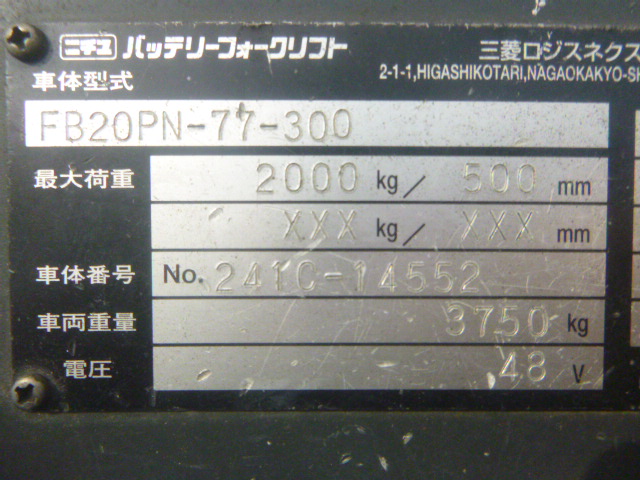 ニチユ バッテリーフォークリフト 三菱ロジスネクス
2-1-1,HIGASHIKOTARI,NAGAOKAKYO-SH
車体型式
FB20PN-77-300
最大荷重 2000 kg/ 500 mm
XXX kg/ XXX mm
車体番号 No. 241C-14552
車両重量 3750 kg
電圧 48 V